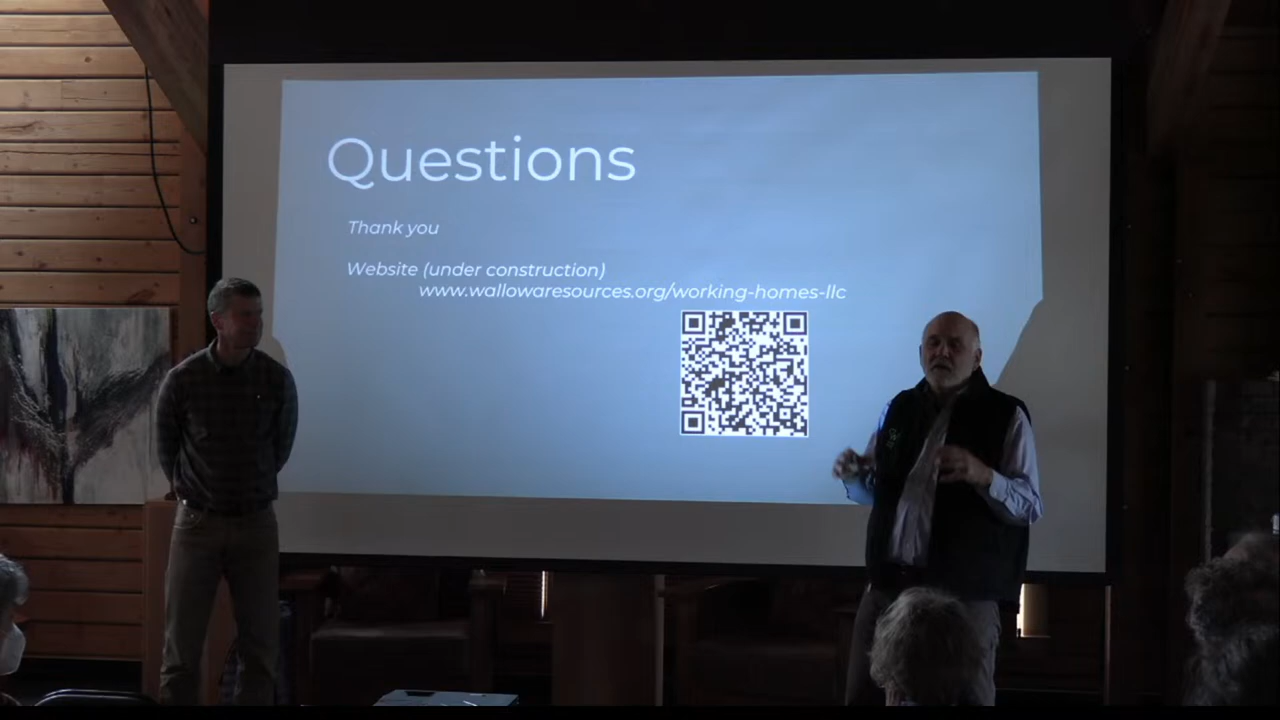 Questions
Thank you
Website (under construction)
www.wallowaresources.org/working-homes-llc